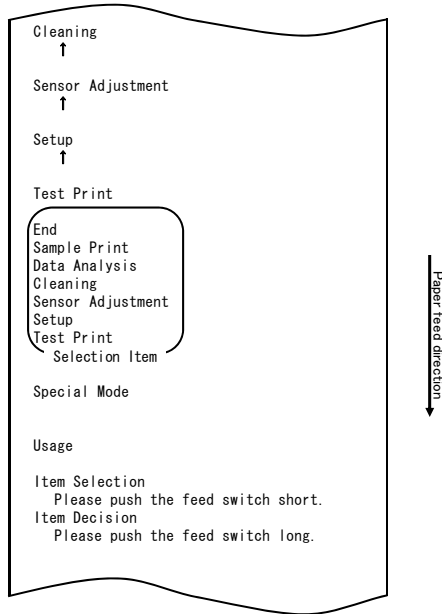 Cleaning
↑
Sensor Adjustment
↑
Setup
↑
Test Print
End
Sample Print
Data Analysis
Cleaning
Sensor Adjustment
Setup
Test Print
Selection Item
Special Mode
Usage
Item Selection
Please push the feed switch short.
Item Decision
Please push the feed switch long.
Paper feed direction